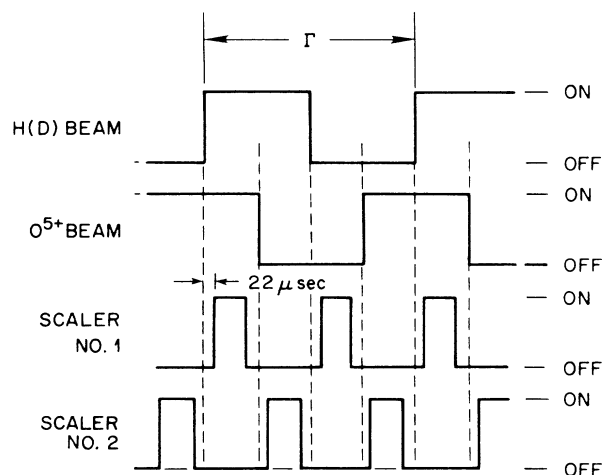 Γ
H(D) BEAM
ON
OFF
O5+ BEAM
ON
OFF
22 μ sec
SCALER
NO. 1
ON
OFF
SCALER
NO. 2
ON
OFF